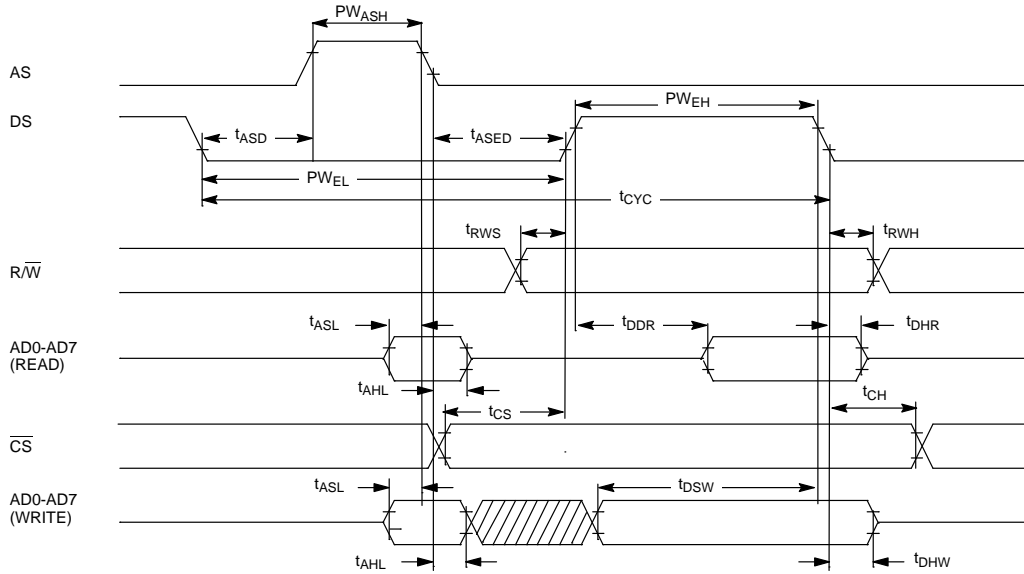 PWASH
AS
DS
PWEH
tASD
tASED
PWEL
tCYC
tRWS
tRWH
R/W̅
tASL
tDDR
tDHR
AD0-AD7
(READ)
tAHL
tCS
tCH
C̅S̅
tASL
tDSW
AD0-AD7
(WRITE)
tAHL
tDHW